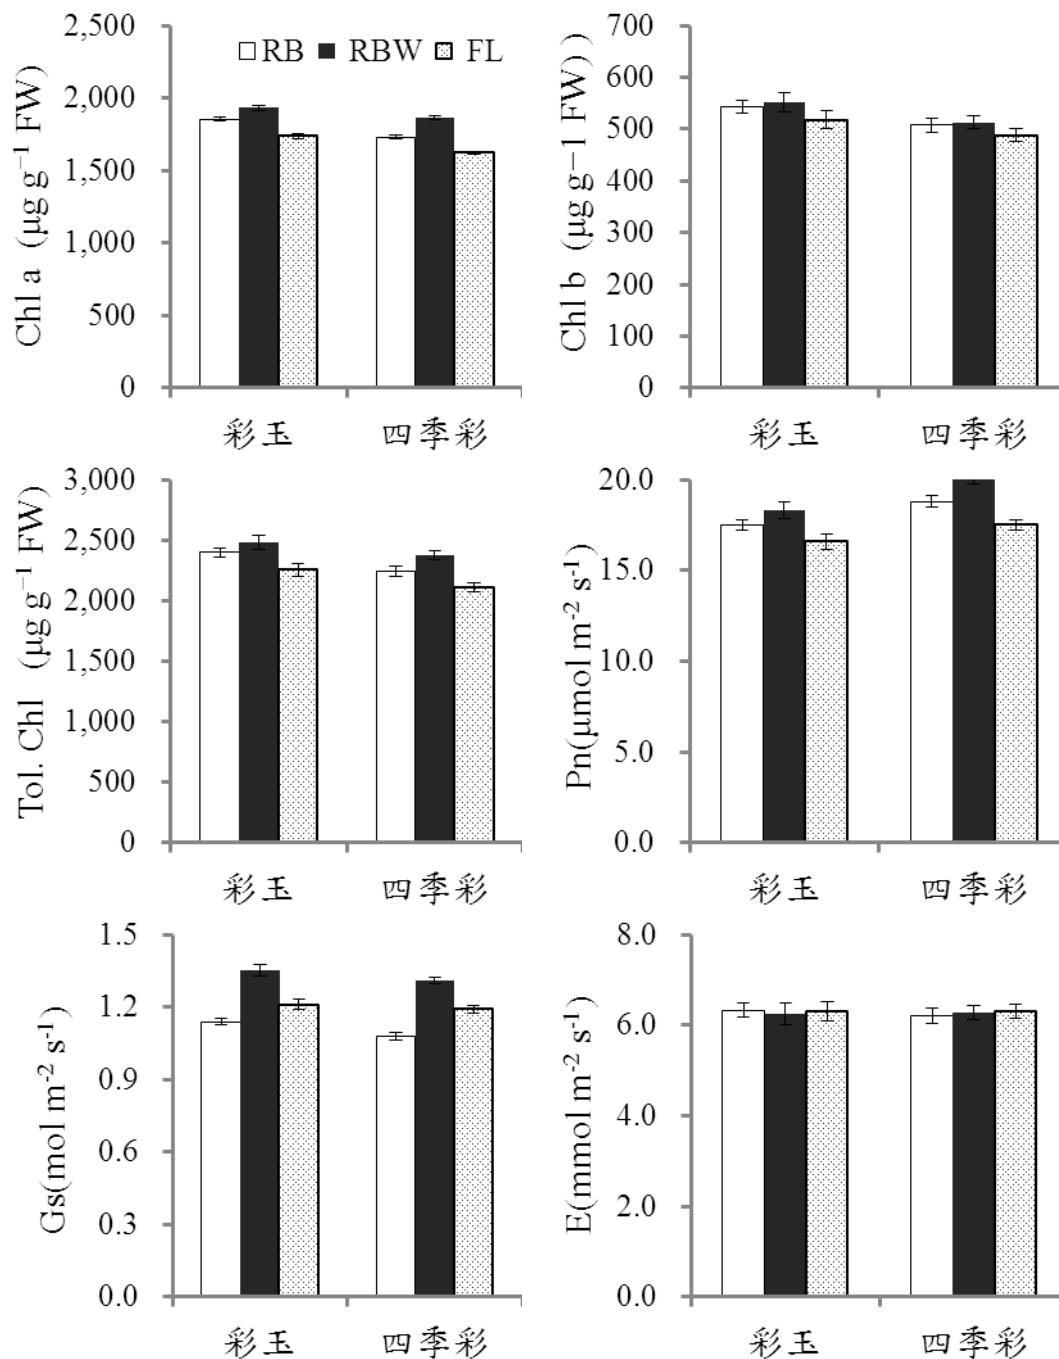 Chl a (μg g⁻¹ FW)
2,500
2,000
1,500
1,000
500
0
RB RBW FL
彩玉 四季彩
Chl b (μg g−1 FW) )
700
600
500
400
300
200
100
0
彩玉 四季彩
Tol. Chl (μg g⁻¹ FW)
3,000
2,500
2,000
1,500
1,000
500
0
彩玉 四季彩
Pn(μmol m⁻² s⁻¹)
20.0
15.0
10.0
5.0
0.0
彩玉 四季彩
Gs(mol m⁻² s⁻¹)
1.5
1.2
0.9
0.6
0.3
0.0
彩玉 四季彩
E(mmol m⁻² s⁻¹)
8.0
6.0
4.0
2.0
0.0
彩玉 四季彩